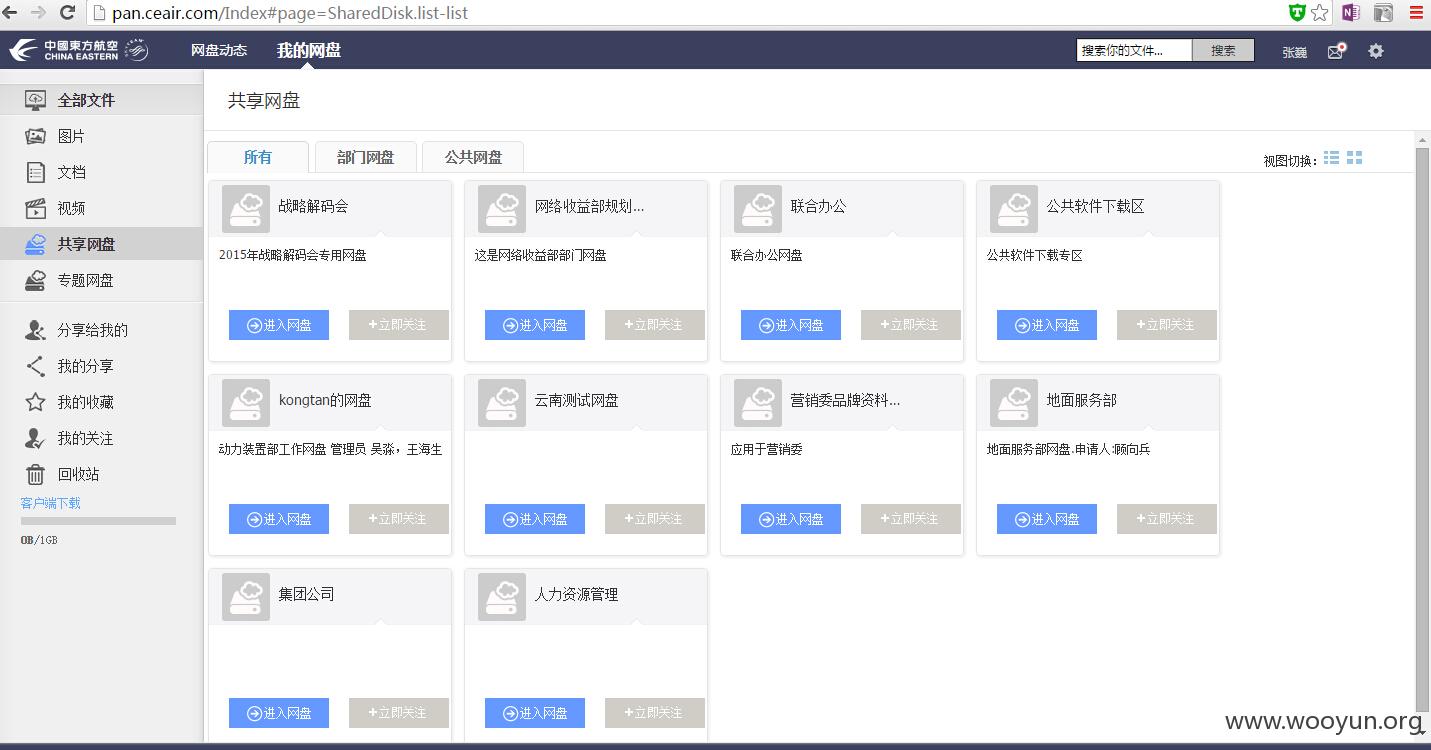 pan.ceair.com/Index#page=SharedDisk.list-list
中國東方航空
CHINA EASTERN
网盘动态
我的网盘
搜索你的文件...
搜索
张巍
全部文件
图片
文档
视频
共享网盘
专题网盘
分享给我的
我的分享
我的收藏
我的关注
回收站
客户端下载
0B/1GB
共享网盘
所有
部门网盘
公共网盘
视图切换：
战略解码会
2015年战略解码会专用网盘
进入网盘
+立即关注
网络收益部规划...
这是网络收益部部门网盘
进入网盘
+立即关注
联合办公
联合办公网盘
进入网盘
+立即关注
公共软件下载区
公共软件下载专区
进入网盘
+立即关注
kongtan的网盘
动力装置部工作网盘 管理员 吴淼，王海生
进入网盘
+立即关注
云南测试网盘
进入网盘
+立即关注
营销委品牌资料...
应用于营销委
进入网盘
+立即关注
地面服务部
地面服务部网盘.申请人:顾向兵
进入网盘
+立即关注
集团公司
进入网盘
+立即关注
人力资源管理
进入网盘
+立即关注
www.wooyun.org